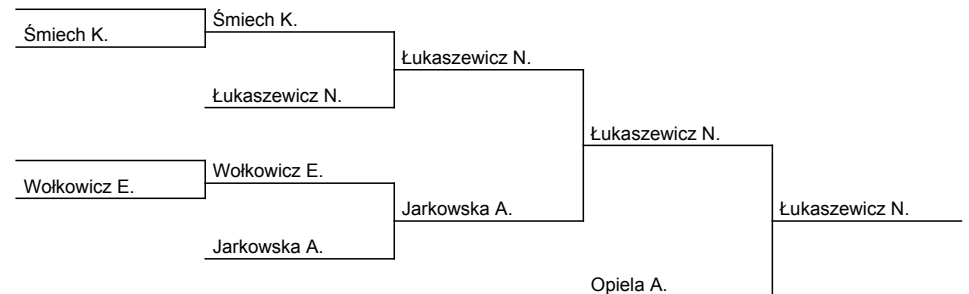 Śmiech K.
Śmiech K.
Łukaszewicz N.
Łukaszewicz N.
Łukaszewicz N.
Wołkowicz E.
Wołkowicz E.
Jarkowska A.
Łukaszewicz N.
Jarkowska A.
Opiela A.